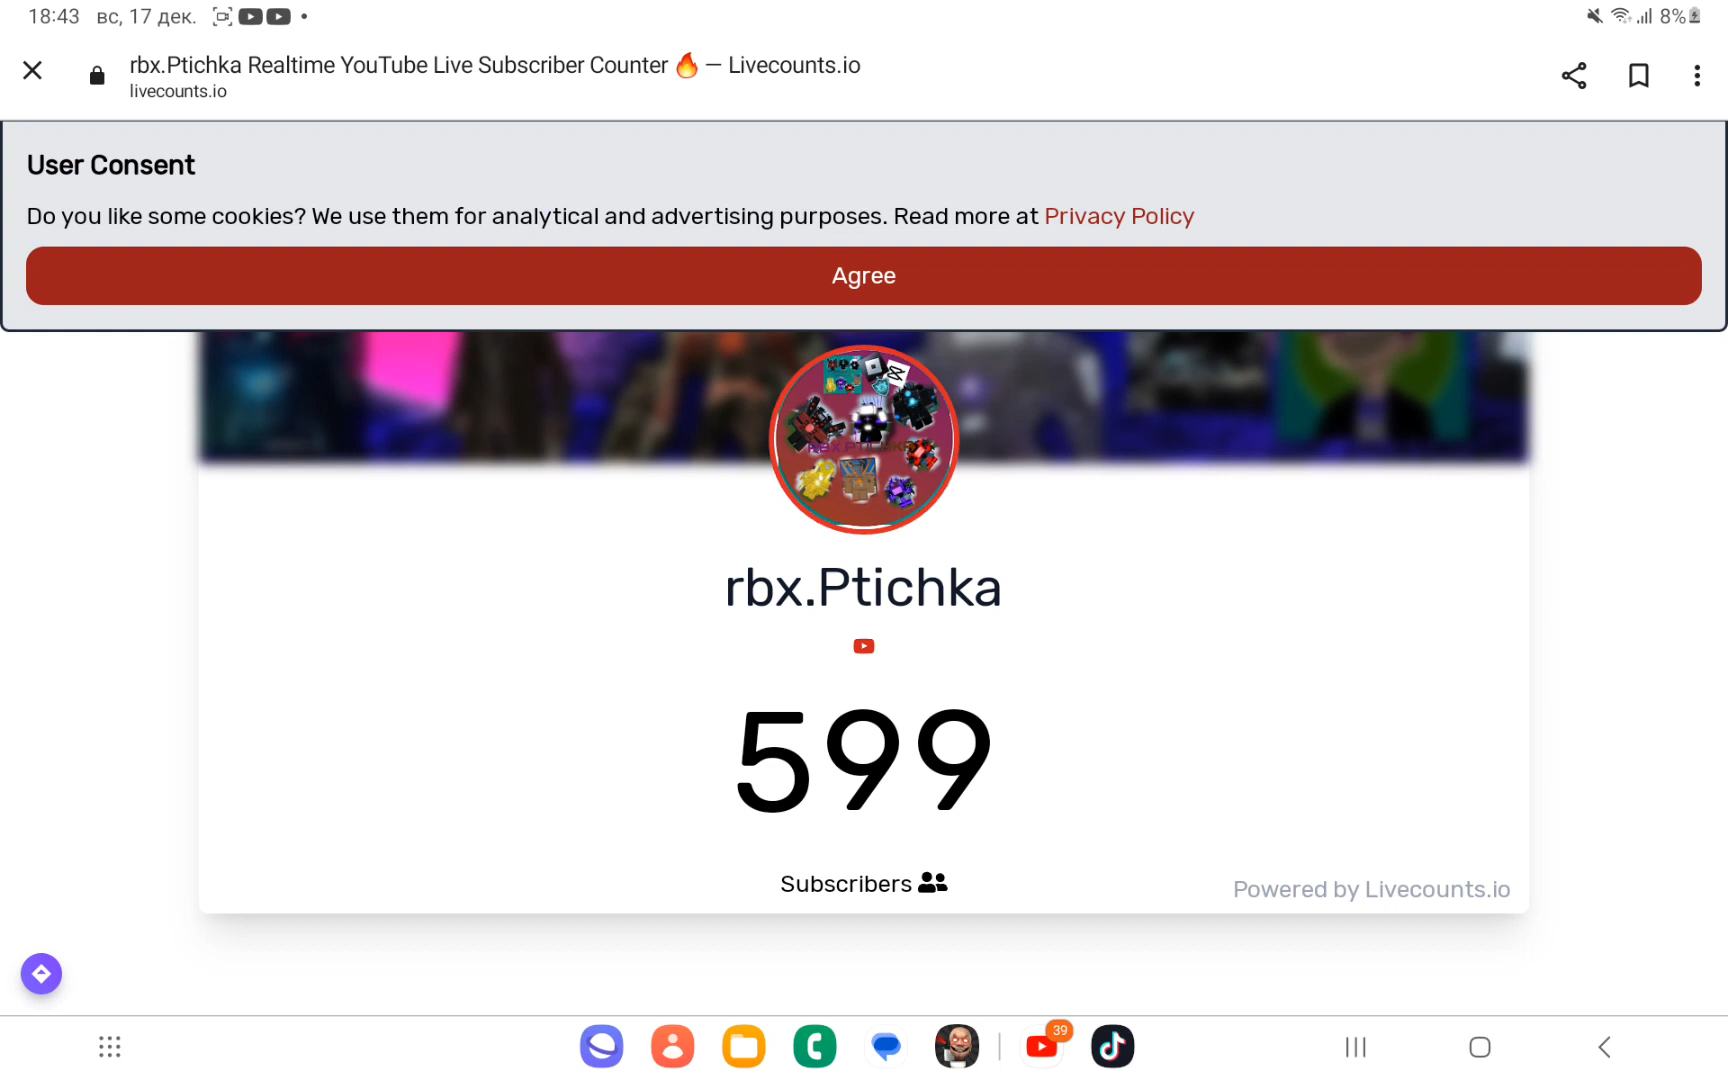 18:43 вс, 17 дек.
8%
rbx.Ptichka Realtime YouTube Live Subscriber Counter 🔥 — Livecounts.io
livecounts.io
User Consent
Do you like some cookies? We use them for analytical and advertising purposes. Read more at Privacy Policy
Agree
rbx.Ptichka
599
Subscribers
Powered by Livecounts.io
39